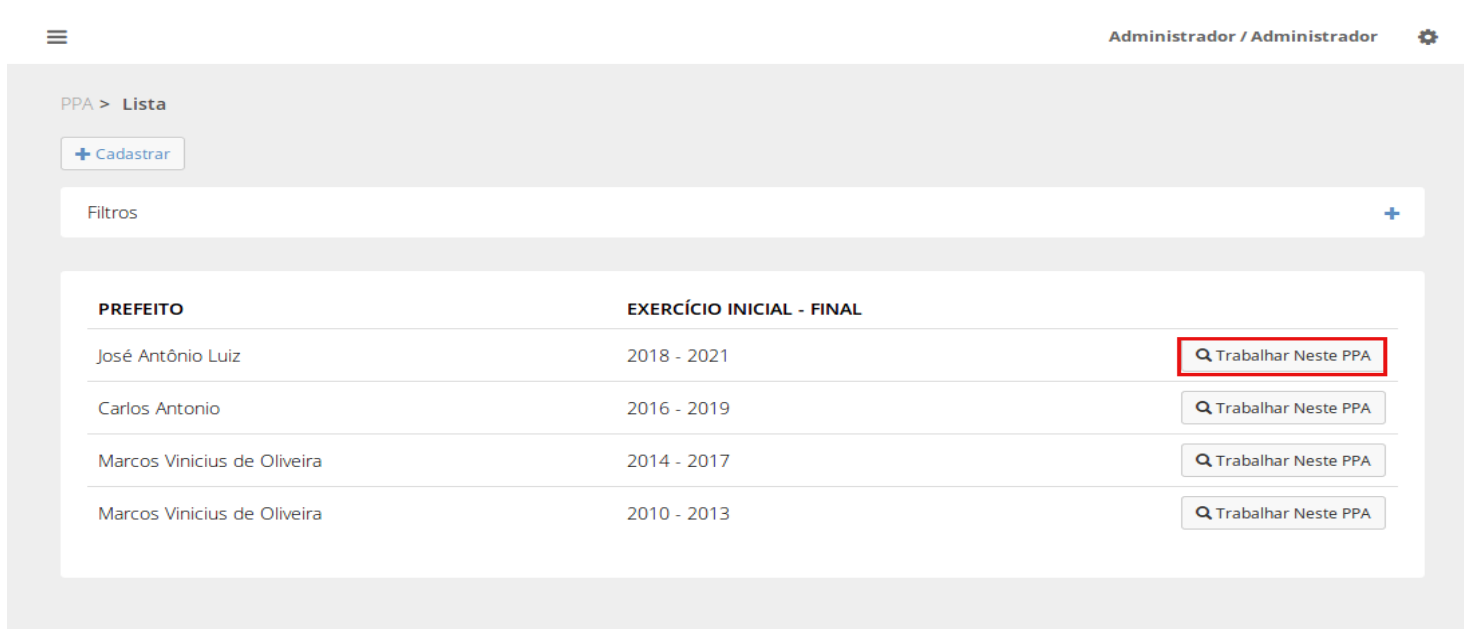 Administrador / Administrador
PPA > Lista
Cadastrar
Filtros
PREFEITO EXERCÍCIO INICIAL - FINAL
José Antônio Luiz 2018 - 2021 Trabalhar Neste PPA
Carlos Antonio 2016 - 2019 Trabalhar Neste PPA
Marcos Vinicius de Oliveira 2014 - 2017 Trabalhar Neste PPA
Marcos Vinicius de Oliveira 2010 - 2013 Trabalhar Neste PPA